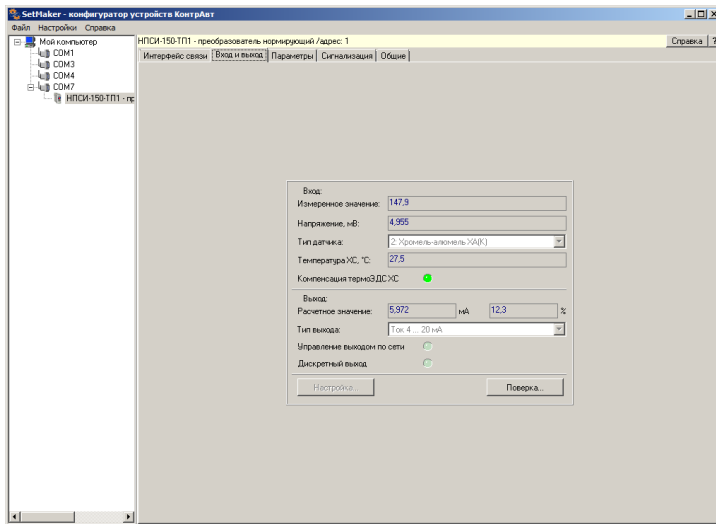 SetMaker - конфигуратор устройств КонтрАвт
Файл Настройки Справка
Мой компьютер
COM1
COM3
COM4
COM7
НПСИ-150-ТП1 - пр
НПСИ-150-ТП1 - преобразователь нормирующий /адрес: 1
Справка ?
Интерфейс связи Вход и выход Параметры Сигнализация Общие
Вход:
Измеренное значение: 147,9
Напряжение, мВ: 4,955
Тип датчика: 2. Хромель-алюмель ХА(K)
Температура ХС, °С: 27,5
Компенсация термоЭДС ХС
Выход:
Расчетное значение: 5,972 мА 12,3 %
Тип выхода: Ток 4 ... 20 мА
Управление выходом по сети
Дискретный выход
Настройка... Поверка...